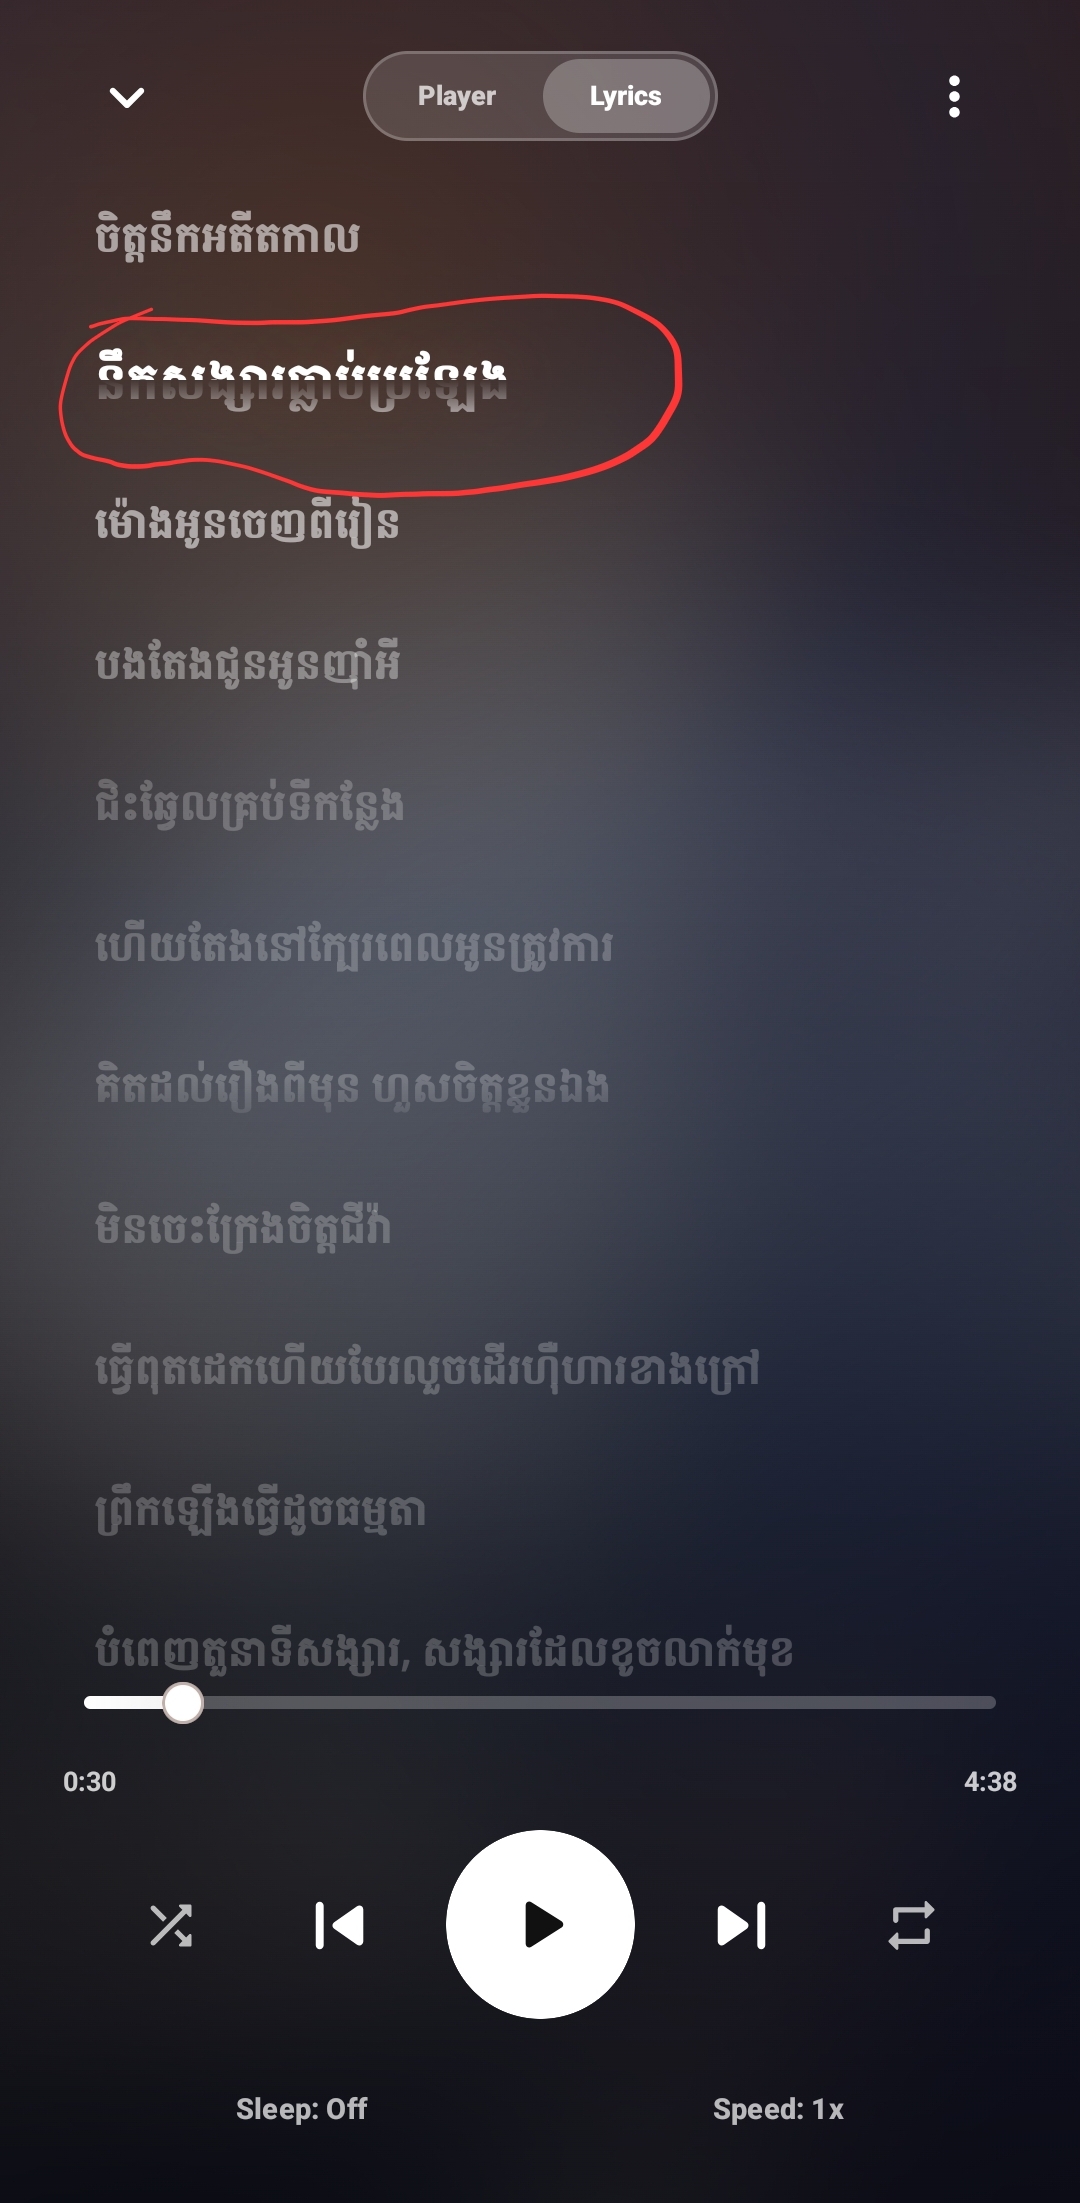 Player
Lyrics
ចិត្តនឹកអតីតកាល
នឹកសង្សារធ្លាប់ប្រឡែង
ម៉ោងអូនចេញពីរៀន
បងតែងជូនអូនញ៉ាំអី
ជិះឆ្វែលគ្រប់ទីកន្លែង
ហើយតែងនៅក្បែរពេលអូនត្រូវការ
គិតដល់រឿងពីមុន ហួសចិត្តខ្លួនឯង
មិនចេះក្រែងចិត្តជីវ៉ា
ធ្វើពុតដេកហើយបែរលួចដើរហ៊ឺហារខាងក្រៅ
ព្រឹកឡើងធ្វើដូចធម្មតា
បំពេញតួនាទីសង្សារ, សង្សារដែលខូចលាក់មុខ
0:30
4:38
Sleep: Off
Speed: 1x